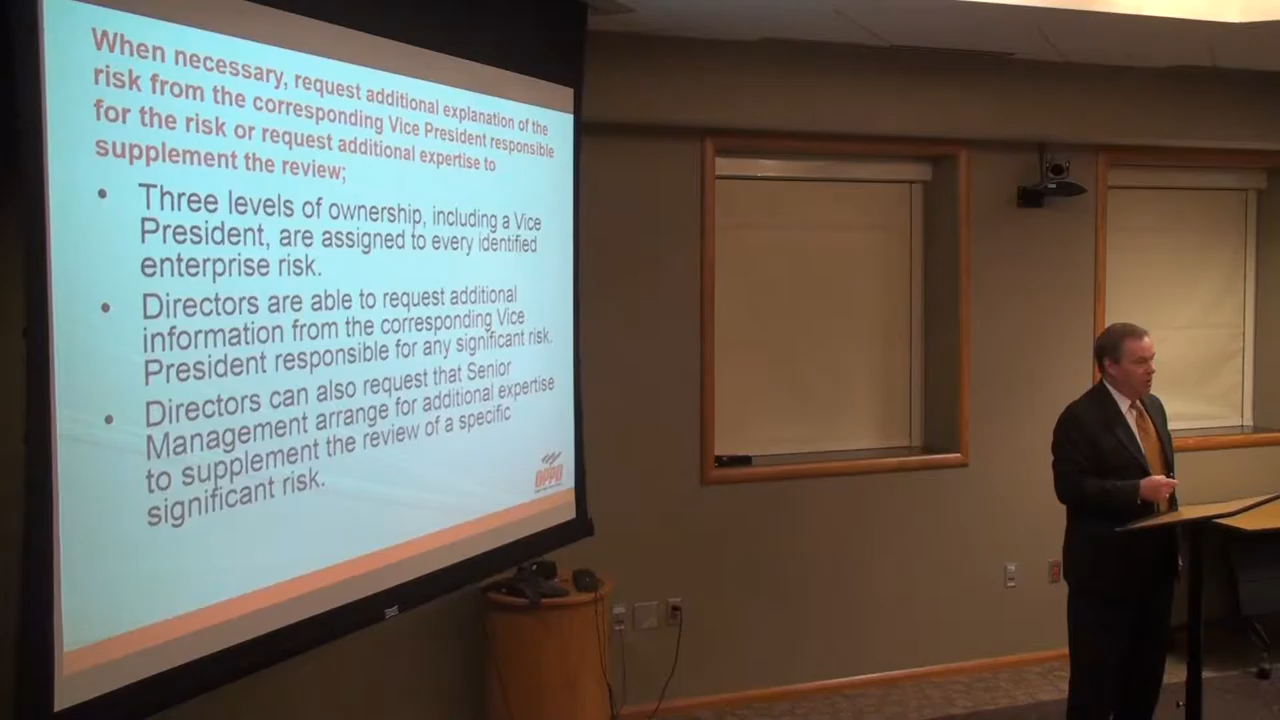 When necessary, request additional explanation of the
risk from the corresponding Vice President responsible
for the risk or request additional expertise to
supplement the review;
• Three levels of ownership, including a Vice
President, are assigned to every identified
enterprise risk.
• Directors are able to request additional
information from the corresponding Vice
President responsible for any significant risk.
• Directors can also request that Senior
Management arrange for additional expertise
to supplement the review of a specific
significant risk.
OPPD